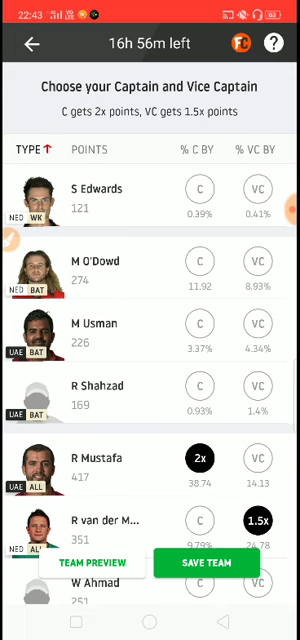 22:43 63
16h 56m left FC ?
Choose your Captain and Vice Captain
C gets 2x points, VC gets 1.5x points
TYPE↑ POINTS % C BY % VC BY
S Edwards C VC
121 0.39% 0.41%
NED WK
M O'Dowd C VC
274 11.92 8.93%
NED BAT
M Usman C VC
226 3.37% 4.34%
UAE BAT
R Shahzad C VC
169 0.93% 1.4%
UAE BAT
R Mustafa 2x VC
417 38.74 14.13
UAE ALL
R van der M... C 1.5x
351 9.79% 24.78
NED
TEAM PREVIEW SAVE TEAM
W Ahmad C VC
251